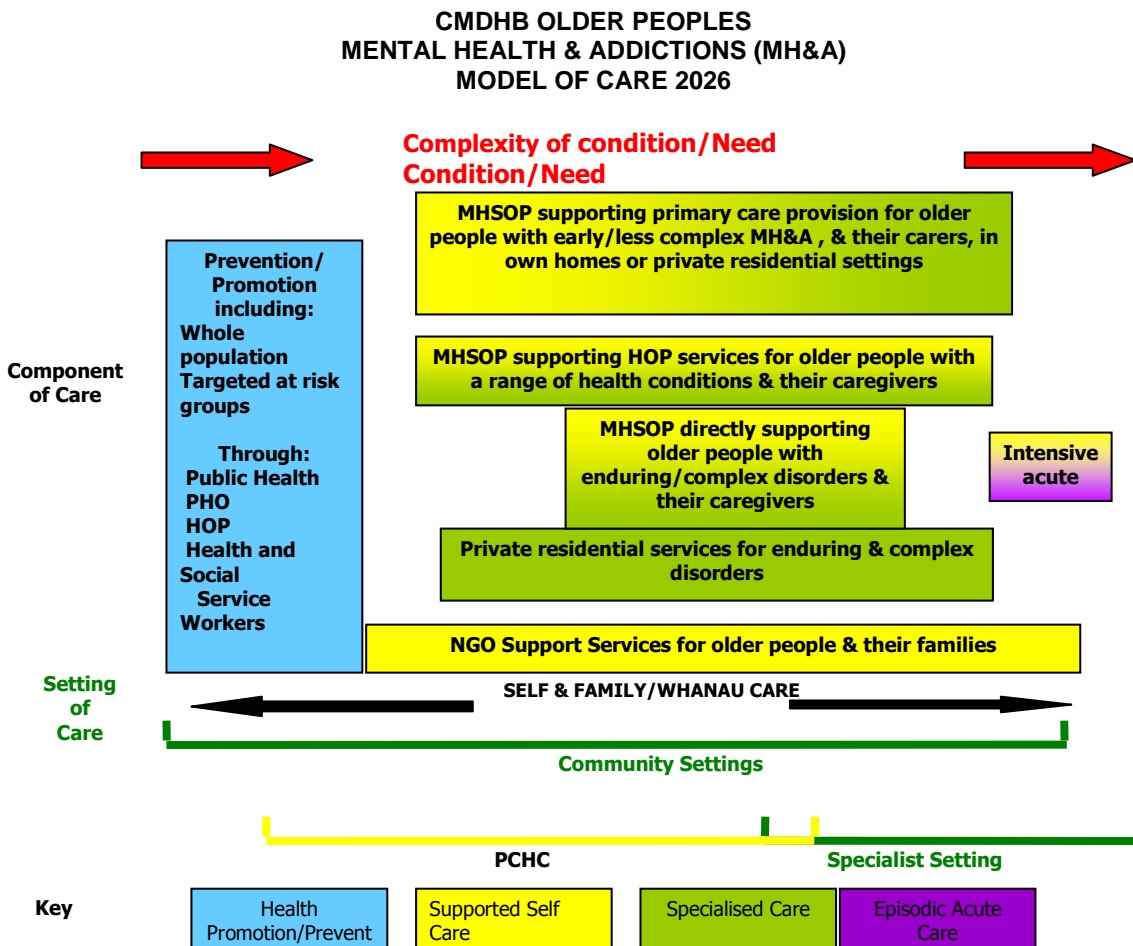 CMDHB OLDER PEOPLES
MENTAL HEALTH & ADDICTIONS (MH&A)
MODEL OF CARE 2026
Complexity of condition/Need
Condition/Need
MHSOP supporting primary care provision for older
people with early/less complex MH&A , & their carers, in
own homes or private residential settings
Prevention/
Promotion
including:
Whole
population
Targeted at risk
groups
Through:
Public Health
PHO
HOP
Health and
Social
Service
Workers
Component
of Care
MHSOP supporting HOP services for older people with
a range of health conditions & their caregivers
MHSOP directly supporting
older people with
enduring/complex disorders &
their caregivers
Intensive
acute
Private residential services for enduring & complex
disorders
NGO Support Services for older people & their families
Setting
of
Care
SELF & FAMILY/WHANAU CARE
Community Settings
PCHC
Specialist Setting
Key
Health
Promotion/Prevent
Supported Self
Care
Specialised Care
Episodic Acute
Care